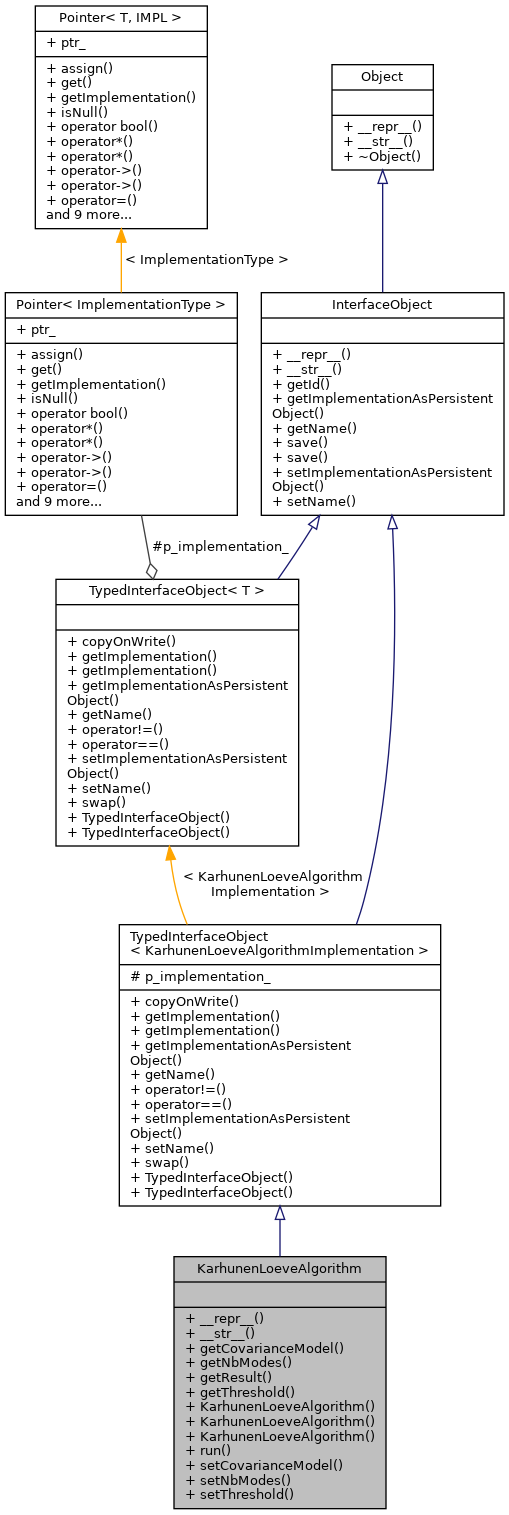 Pointer< T, IMPL >
+ ptr_
+ assign()
+ get()
+ getImplementation()
+ isNull()
+ operator bool()
+ operator*()
+ operator*()
+ operator->()
+ operator->()
+ operator=()
and 9 more...
Object
+ __repr__()
+ __str__()
+ ~Object()
< ImplementationType >
Pointer< ImplementationType >
+ ptr_
+ assign()
+ get()
+ getImplementation()
+ isNull()
+ operator bool()
+ operator*()
+ operator*()
+ operator->()
+ operator->()
+ operator=()
and 9 more...
InterfaceObject
+ __repr__()
+ __str__()
+ getId()
+ getImplementationAsPersistent
Object()
+ getName()
+ save()
+ save()
+ setImplementationAsPersistent
Object()
+ setName()
#p_implementation_
TypedInterfaceObject< T >
+ copyOnWrite()
+ getImplementation()
+ getImplementation()
+ getImplementationAsPersistent
Object()
+ getName()
+ operator!=()
+ operator==()
+ setImplementationAsPersistent
Object()
+ setName()
+ swap()
+ TypedInterfaceObject()
+ TypedInterfaceObject()
< KarhunenLoeveAlgorithm
Implementation >
TypedInterfaceObject
< KarhunenLoeveAlgorithmImplementation >
# p_implementation_
+ copyOnWrite()
+ getImplementation()
+ getImplementation()
+ getImplementationAsPersistent
Object()
+ getName()
+ operator!=()
+ operator==()
+ setImplementationAsPersistent
Object()
+ setName()
+ swap()
+ TypedInterfaceObject()
+ TypedInterfaceObject()
KarhunenLoeveAlgorithm
+ __repr__()
+ __str__()
+ getCovarianceModel()
+ getNbModes()
+ getResult()
+ getThreshold()
+ KarhunenLoeveAlgorithm()
+ KarhunenLoeveAlgorithm()
+ KarhunenLoeveAlgorithm()
+ run()
+ setCovarianceModel()
+ setNbModes()
+ setThreshold()